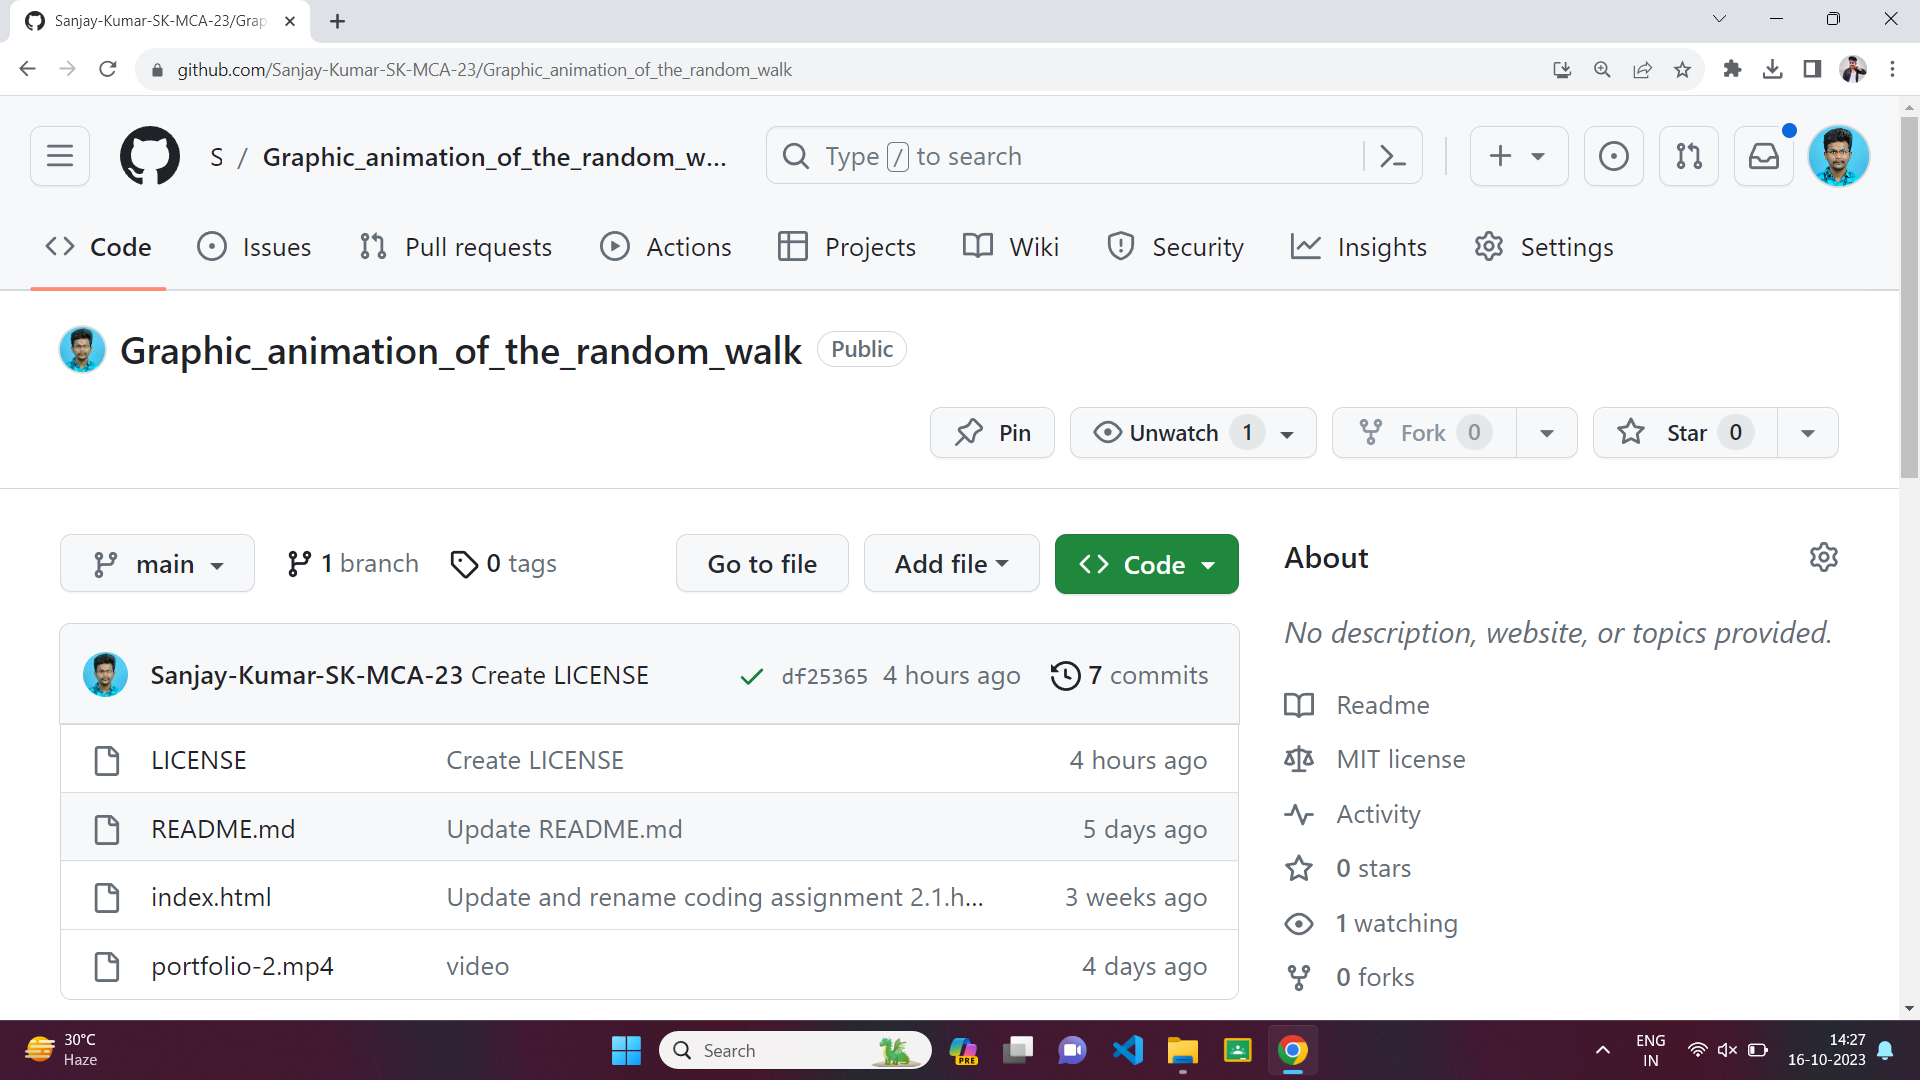 Sanjay-Kumar-SK-MCA-23/Grap
github.com/Sanjay-Kumar-SK-MCA-23/Graphic_animation_of_the_random_walk
S / Graphic_animation_of_the_random_w...
Type / to search
Code Issues Pull requests Actions Projects Wiki Security Insights Settings
Graphic_animation_of_the_random_walk Public
Pin Unwatch 1 Fork 0 Star 0
main 1 branch 0 tags Go to file Add file Code
About
No description, website, or topics provided.
Sanjay-Kumar-SK-MCA-23 Create LICENSE df25365 4 hours ago 7 commits
LICENSE Create LICENSE 4 hours ago
README.md Update README.md 5 days ago
index.html Update and rename coding assignment 2.1.h... 3 weeks ago
portfolio-2.mp4 video 4 days ago
Readme
MIT license
Activity
0 stars
1 watching
0 forks
30°C
Haze
Search
PRE
ENG
IN
14:27
16-10-2023